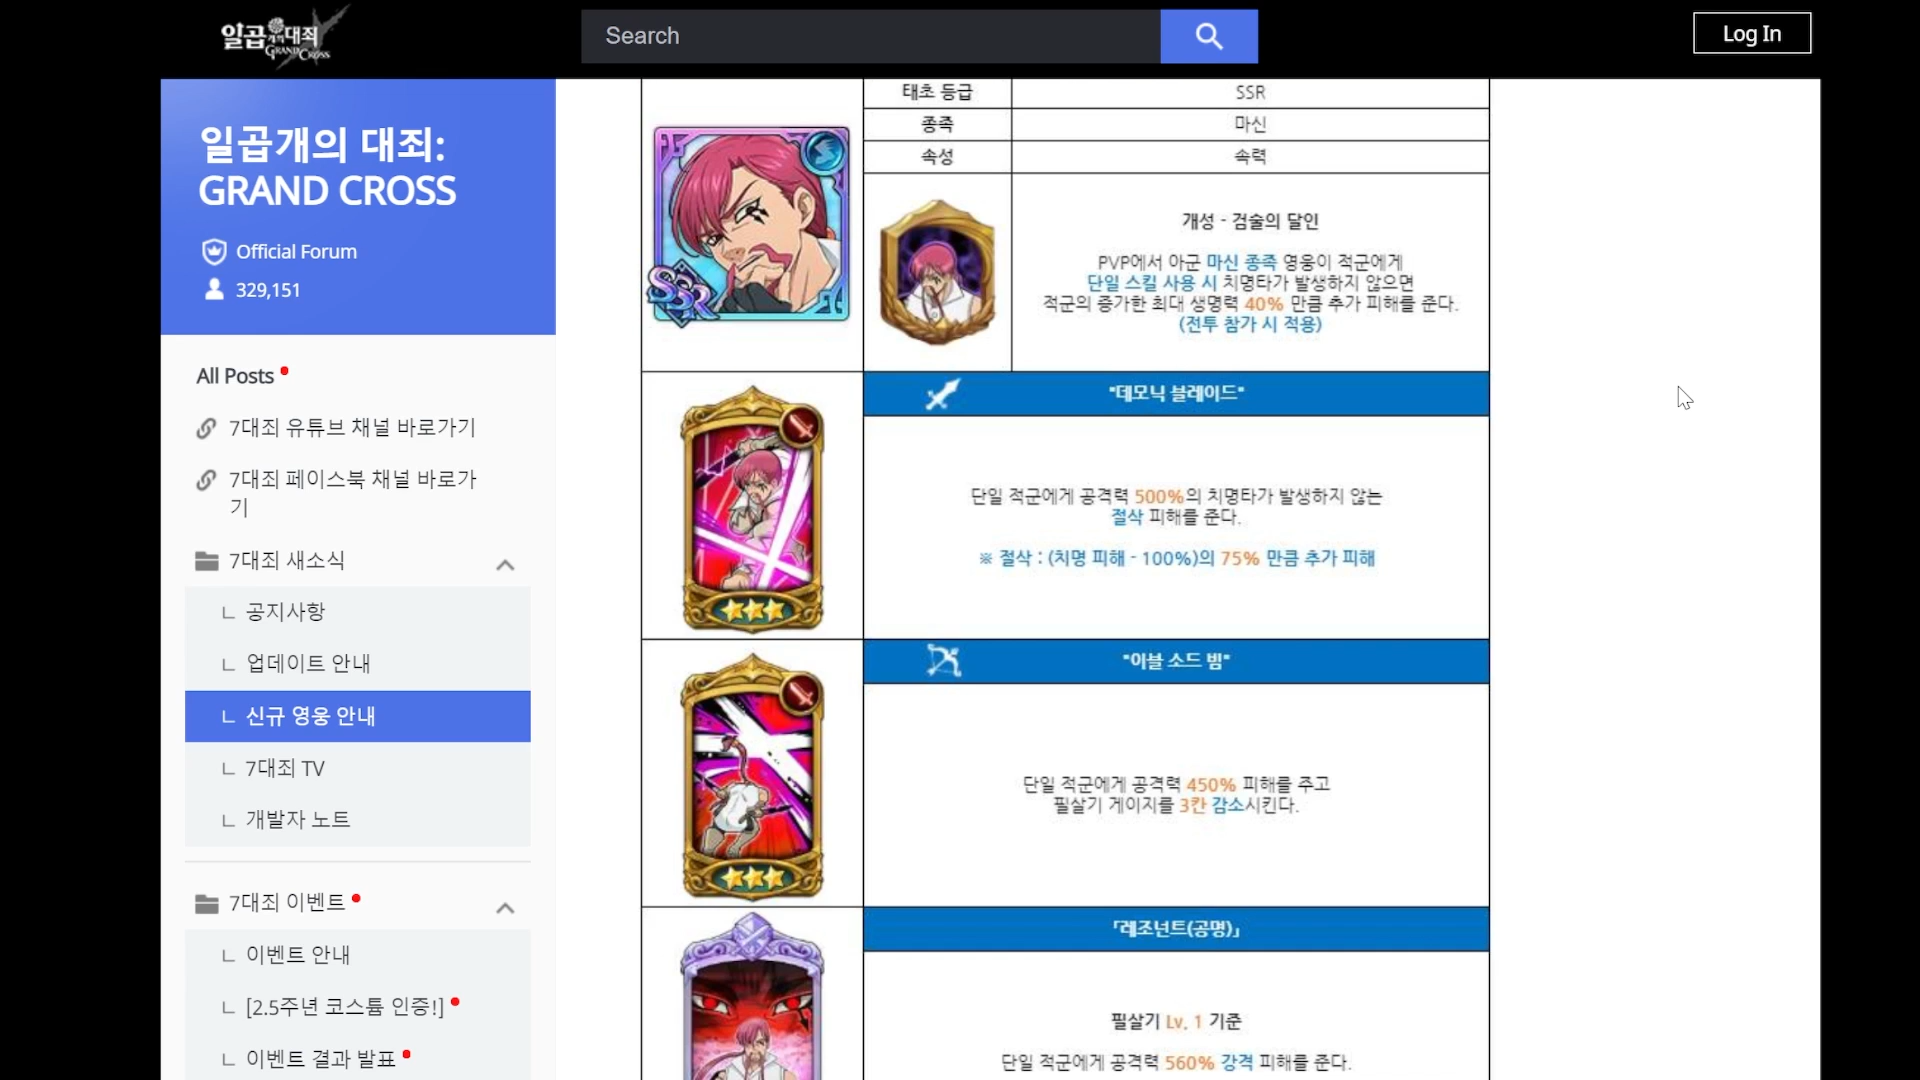 일곱개의대죄
GRAND CROSS
Search
Log In
일곱개의 대죄:
GRAND CROSS
Official Forum
329,151
All Posts
7대죄 유튜브 채널 바로가기
7대죄 페이스북 채널 바로가
기
7대죄 새소식
ㄴ 공지사항
ㄴ 업데이트 안내
ㄴ 신규 영웅 안내
ㄴ 7대죄 TV
ㄴ 개발자 노트
7대죄 이벤트
ㄴ 이벤트 안내
ㄴ [2.5주년 코스튬 인증!]
ㄴ 이벤트 결과 발표
태초 등급
SSR
종족
마신
속성
속력
SSR
개성 - 검술의 달인
PVP에서 아군 마신 종족 영웅이 적군에게
단일 스킬 사용 시 치명타가 발생하지 않으면
적군의 증가한 최대 생명력 40% 만큼 추가 피해를 준다.
(전투 참가 시 적용)
"데모닉 블레이드"
단일 적군에게 공격력 500%의 치명타가 발생하지 않는
절삭 피해를 준다.
※ 절삭 : (치명 피해 - 100%)의 75% 만큼 추가 피해
"이블 소드 빔"
단일 적군에게 공격력 450% 피해를 주고
필살기 게이지를 3칸 감소시킨다.
「레조넌트(공명)」
필살기 Lv. 1 기준
단일 적군에게 공격력 560% 강격 피해를 준다.